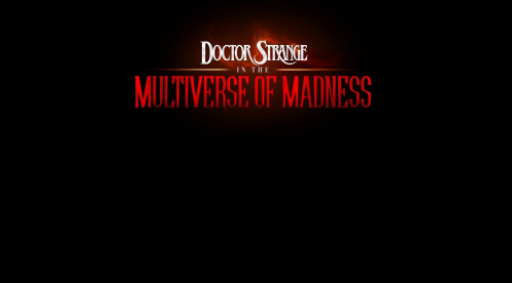 DOCTOR STRANGE
IN THE
MULTIVERSE OF MADNESS